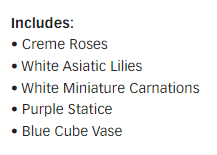 Includes:
• Creme Roses
• White Asiatic Lilies
• White Miniature Carnations
• Purple Statice
• Blue Cube Vase